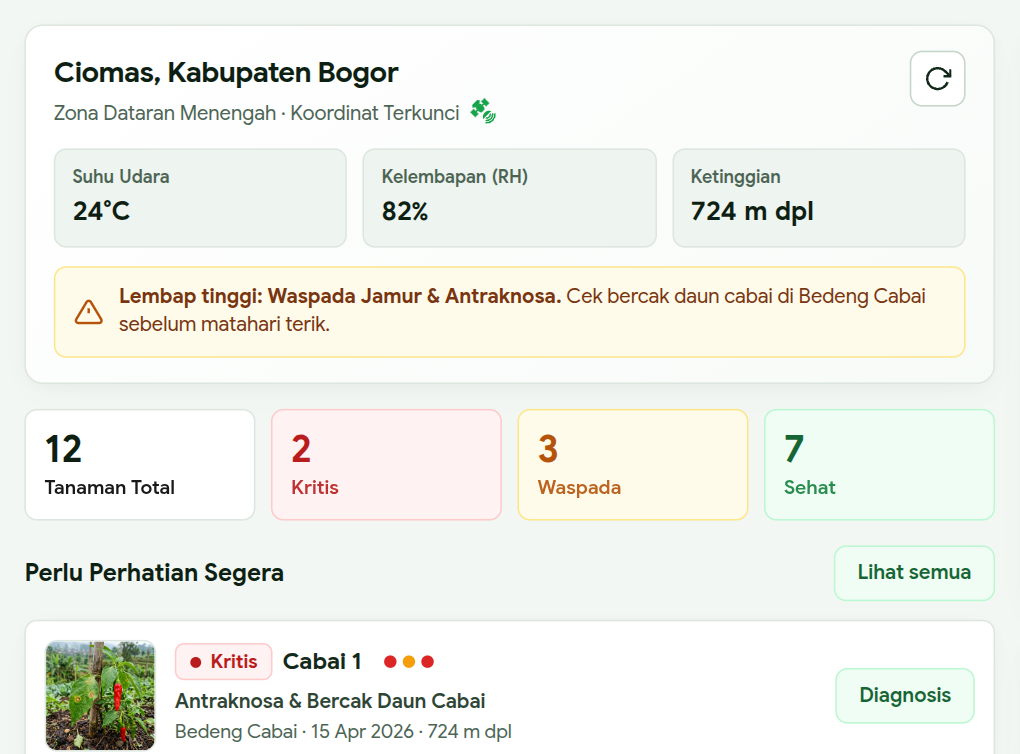 Ciomas, Kabupaten Bogor
Zona Dataran Menengah · Koordinat Terkunci
Suhu Udara
24°C
Kelembapan (RH)
82%
Ketinggian
724 m dpl
Lembap tinggi: Waspada Jamur & Antraknosa. Cek bercak daun cabai di Bedeng Cabai
sebelum matahari terik.
12
Tanaman Total
2
Kritis
3
Waspada
7
Sehat
Perlu Perhatian Segera
Lihat semua
Kritis
Cabai 1
Antraknosa & Bercak Daun Cabai
Bedeng Cabai · 15 Apr 2026 · 724 m dpl
Diagnosis